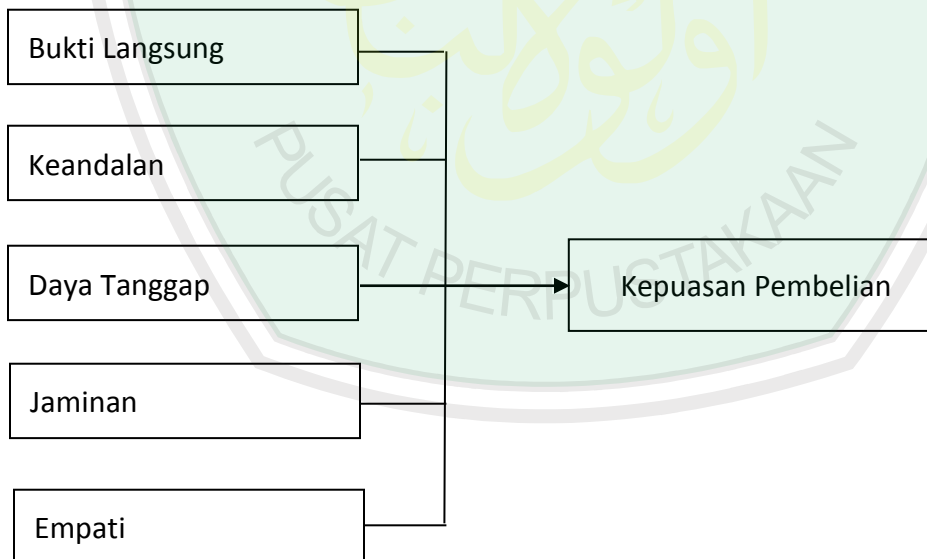 Bukti Langsung
Keandalan
Daya Tanggap
Kepuasan Pembelian
Jaminan
Empati
PUSAT PERPUSTAKAAN